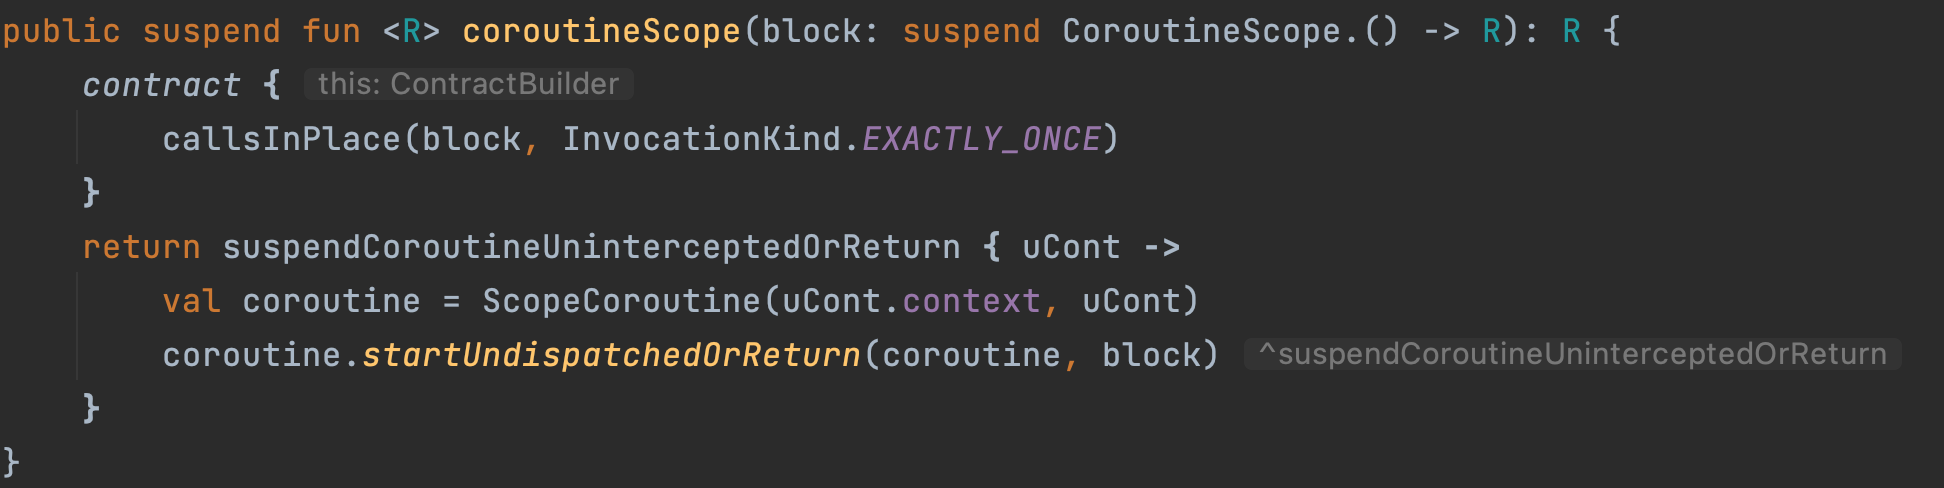 public suspend fun <R> coroutineScope(block: suspend CoroutineScope.() -> R): R {
contract { this: ContractBuilder
callsInPlace(block, InvocationKind.EXACTLY_ONCE)
}
return suspendCoroutineUninterceptedOrReturn { uCont ->
val coroutine = ScopeCoroutine(uCont.context, uCont)
coroutine.startUndispatchedOrReturn(coroutine, block) ^suspendCoroutineUninterceptedOrReturn
}
}